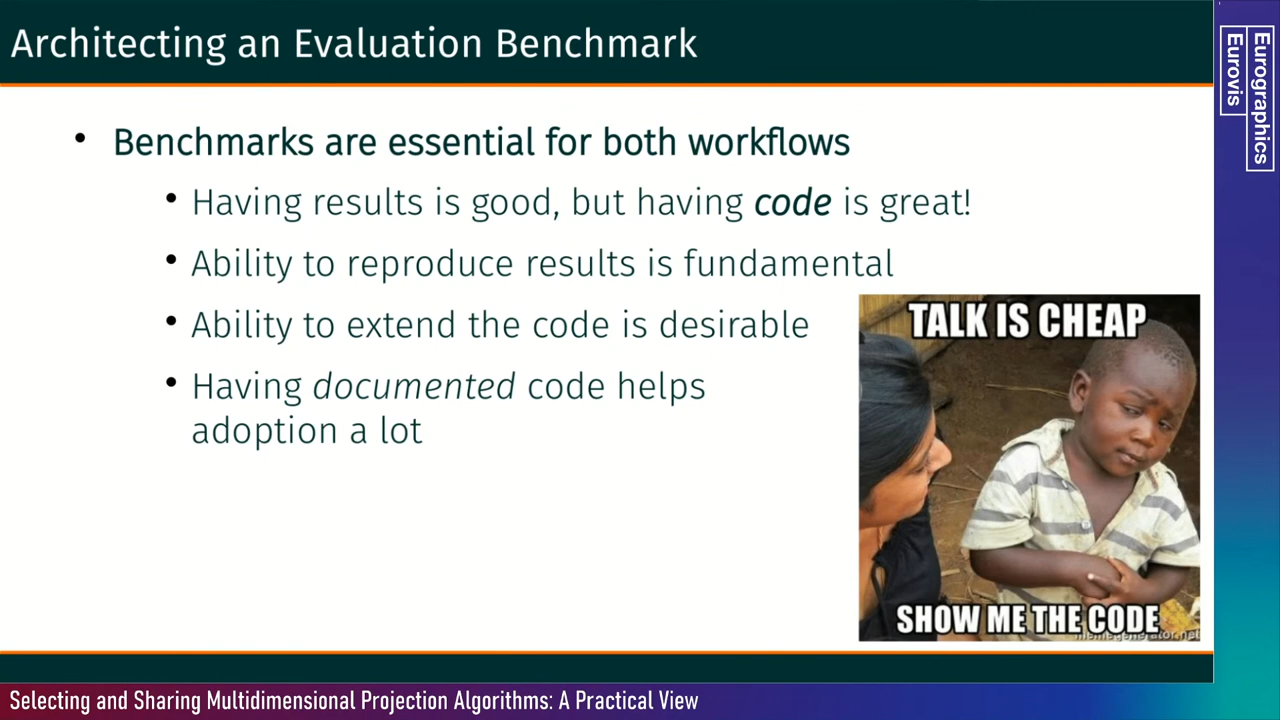 Architecting an Evaluation Benchmark
• Benchmarks are essential for both workflows
• Having results is good, but having code is great!
• Ability to reproduce results is fundamental
• Ability to extend the code is desirable
• Having documented code helps
adoption a lot
TALK IS CHEAP
SHOW ME THE CODE
memegenerator.net
Selecting and Sharing Multidimensional Projection Algorithms: A Practical View
Eurographics
Eurovis